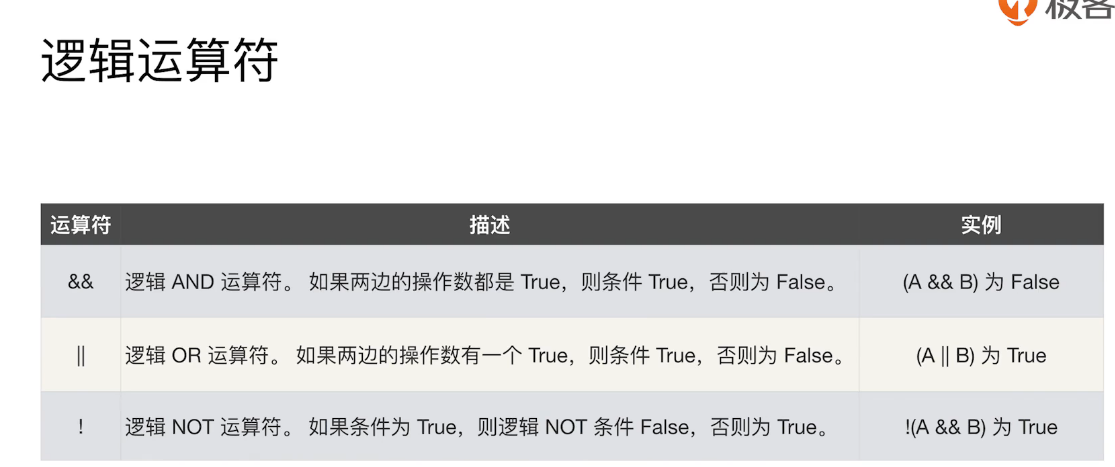 极客
逻辑运算符
运算符 描述 实例
&& 逻辑 AND 运算符。 如果两边的操作数都是 True，则条件 True，否则为 False。 (A && B) 为 False
|| 逻辑 OR 运算符。 如果两边的操作数有一个 True，则条件 True，否则为 False。 (A || B) 为 True
! 逻辑 NOT 运算符。 如果条件为 True，则逻辑 NOT 条件 False，否则为 True。 !(A && B) 为 True